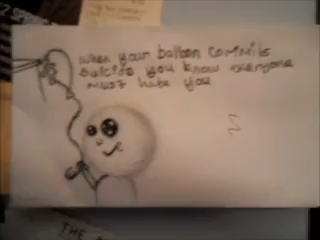 when your balloon commits
suicide you know everyone
must hate you
THE